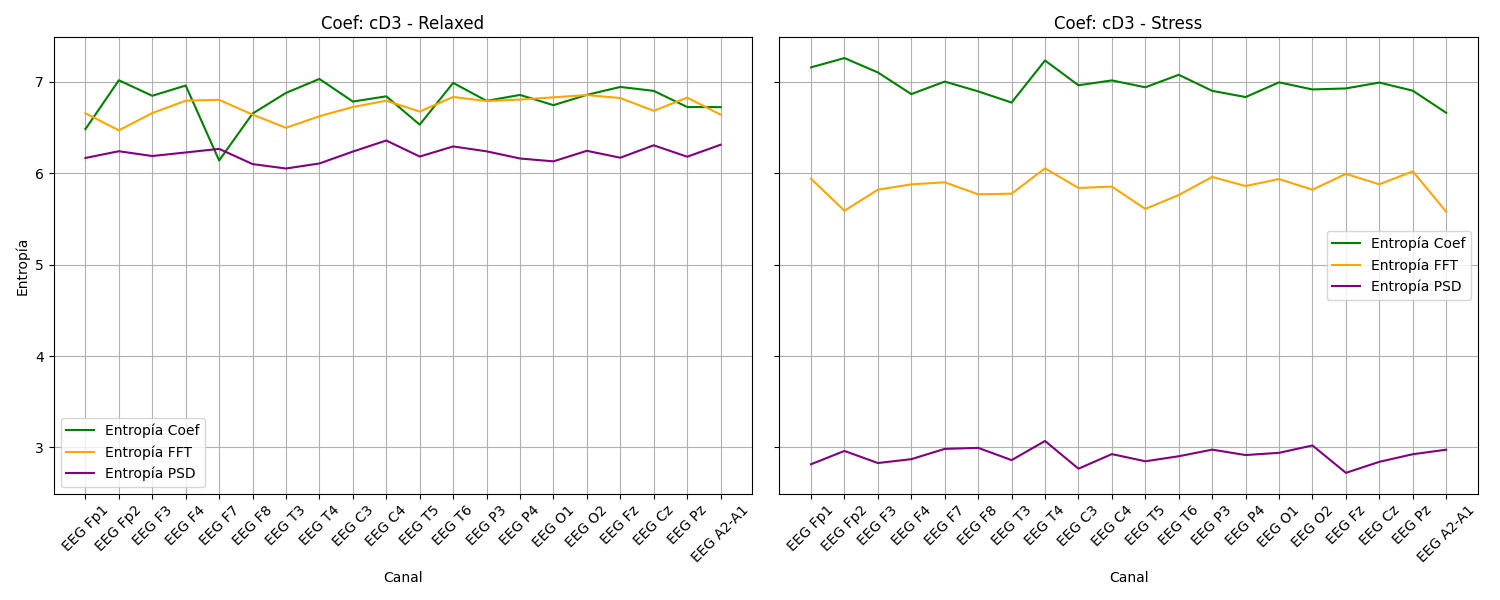 Coef: cD3 - Relaxed
Entropía
7
6
5
4
3
Entropía Coef
Entropía FFT
Entropía PSD
EEG Fp1
EEG Fp2
EEG F3
EEG F4
EEG F7
EEG F8
EEG T3
EEG T4
EEG C3
EEG C4
EEG T5
EEG T6
EEG P3
EEG P4
EEG O1
EEG O2
EEG Fz
EEG Cz
EEG Pz
EEG A2-A1
Canal
Coef: cD3 - Stress
Entropía Coef
Entropía FFT
Entropía PSD
EEG Fp1
EEG Fp2
EEG F3
EEG F4
EEG F7
EEG F8
EEG T3
EEG T4
EEG C3
EEG C4
EEG T5
EEG T6
EEG P3
EEG P4
EEG O1
EEG O2
EEG Fz
EEG Cz
EEG Pz
EEG A2-A1
Canal